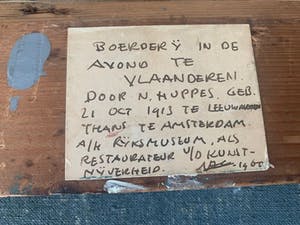 BOERDERIJ IN DE
AVOND TE
VLAANDEREN.
DOOR N. HUPPES. GEB.
21 OCT 1913 TE LEEUWARDEN
THANS TE AMSTERDAM.
A/H RIJKSMUSEUM, ALS
RESTAURATEUR V/D KUNST-
NIJVERHEID.